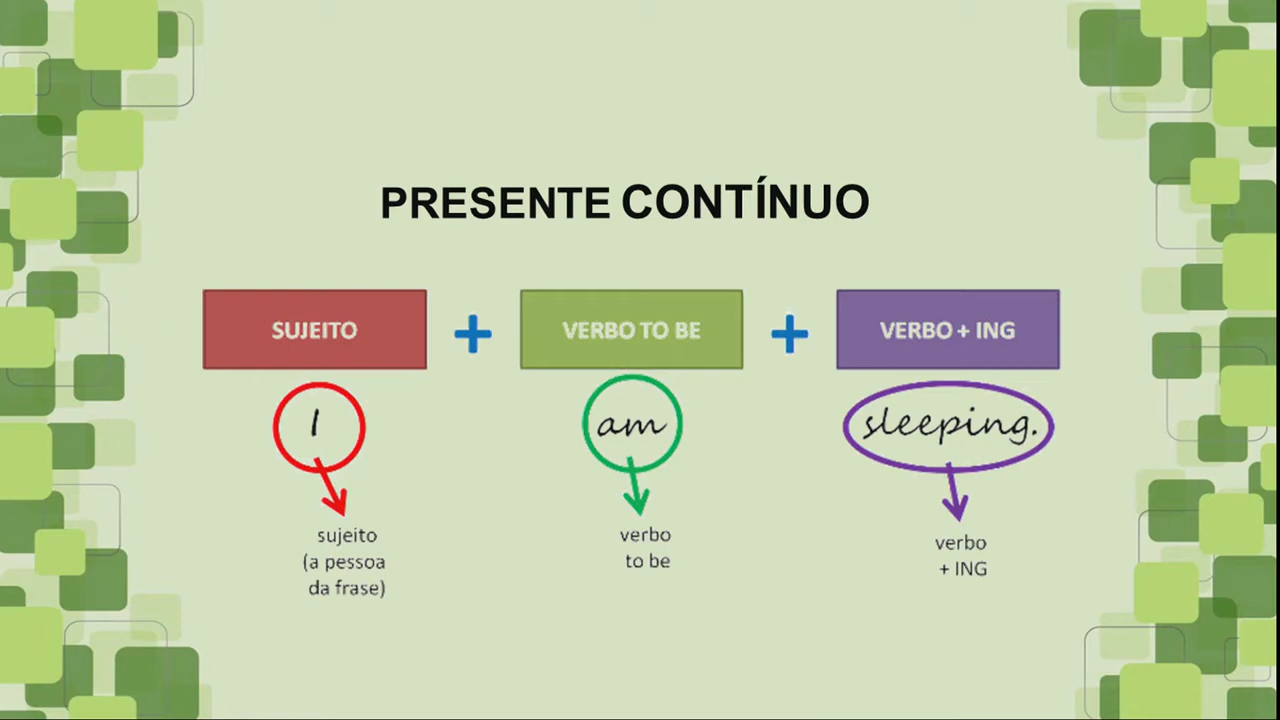 PRESENTE CONTÍNUO
SUJEITO + VERBO TO BE + VERBO + ING
I am sleeping.
sujeito
(a pessoa
da frase)
verbo
to be
verbo
+ ING